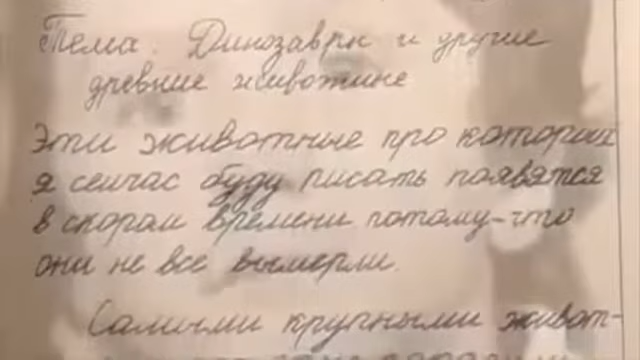 Тема. Динозавры и другие
древние животине
Эти животные про которых
я сейчас буду писать появятся
в скором времени потому-что
они не все вымерли.
Самыми крупными живот-